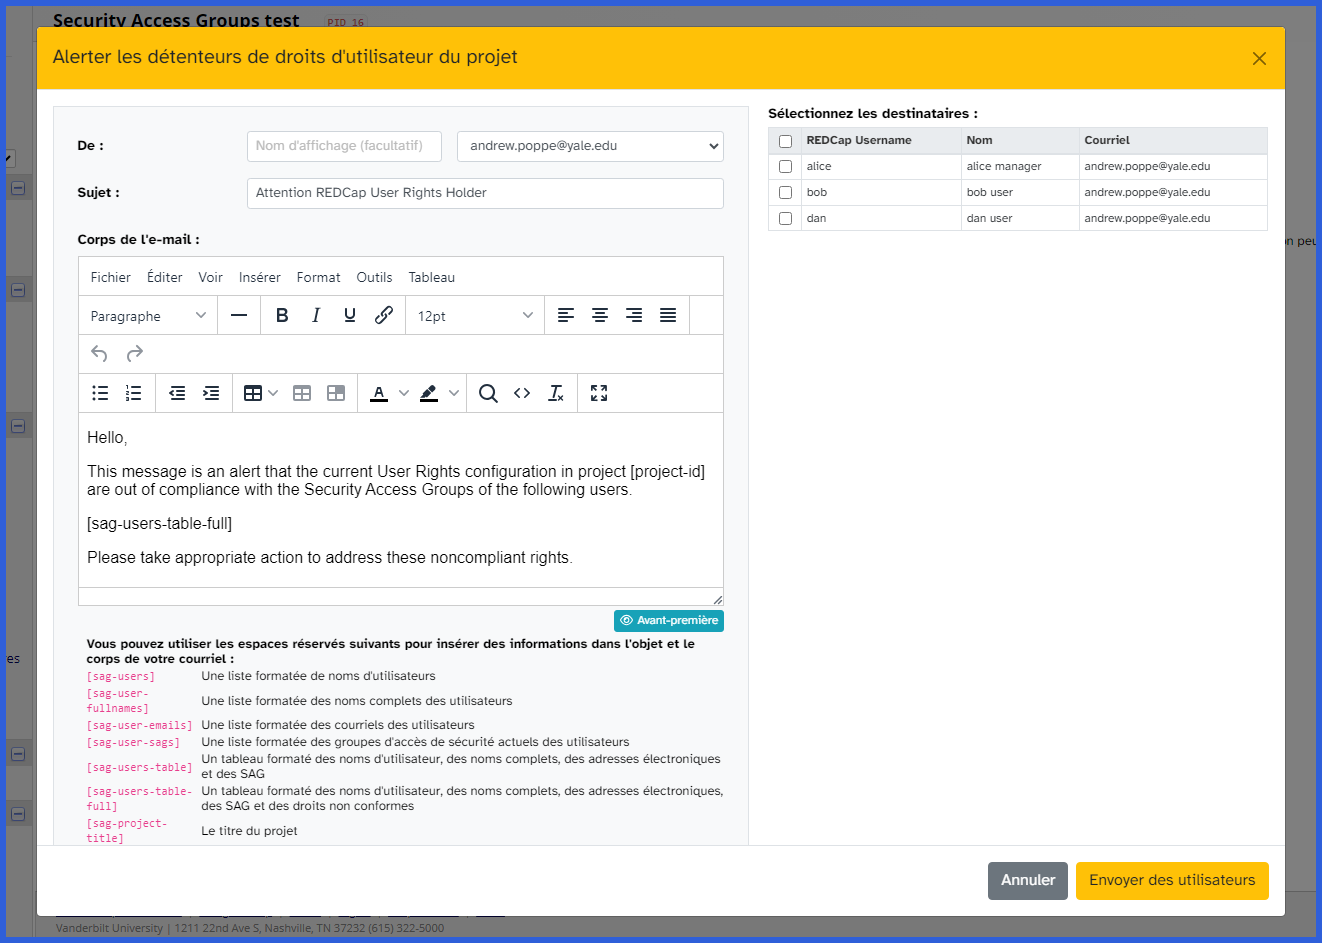 Security Access Groups test PID 16
Alerter les détenteurs de droits d'utilisateur du projet
De :
Nom d'affichage (facultatif)
andrew.poppe@yale.edu
Sujet :
Attention REDCap User Rights Holder
Corps de l'e-mail :
Fichier Éditer Voir Insérer Format Outils Tableau
Paragraphe
12pt
Hello,
This message is an alert that the current User Rights configuration in project [project-id]
are out of compliance with the Security Access Groups of the following users.
[sag-users-table-full]
Please take appropriate action to address these noncompliant rights.
Avant-première
Vous pouvez utiliser les espaces réservés suivants pour insérer des informations dans l'objet et le
corps de votre courriel :
[sag-users] Une liste formatée de noms d'utilisateurs
[sag-user-
fullnames] Une liste formatée des noms complets des utilisateurs
[sag-user-emails] Une liste formatée des courriels des utilisateurs
[sag-user-sags] Une liste formatée des groupes d'accès de sécurité actuels des utilisateurs
[sag-users-table] Un tableau formaté des noms d'utilisateur, des noms complets, des adresses électroniques
et des SAG
[sag-users-table- Un tableau formaté des noms d'utilisateur, des noms complets, des adresses électroniques,
full] des SAG et des droits non conformes
[sag-project-
title] Le titre du projet
Sélectionnez les destinataires :
REDCap Username Nom Courriel
alice alice manager andrew.poppe@yale.edu
bob bob user andrew.poppe@yale.edu
dan dan user andrew.poppe@yale.edu
Annuler
Envoyer des utilisateurs
Vanderbilt University | 1211 22nd Ave S, Nashville, TN 37232 (615) 322-5000